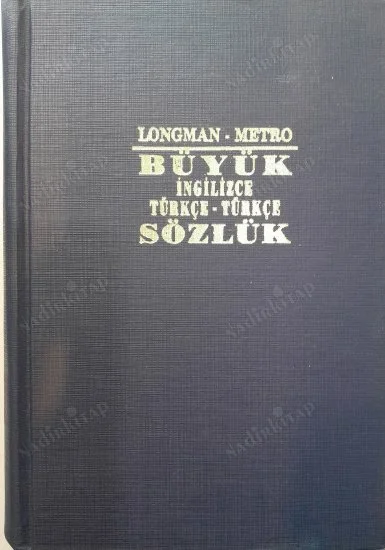 LONGMAN - METRO
BÜYÜK
İNGİLİZCE
TÜRKÇE - TÜRKÇE
SÖZLÜK